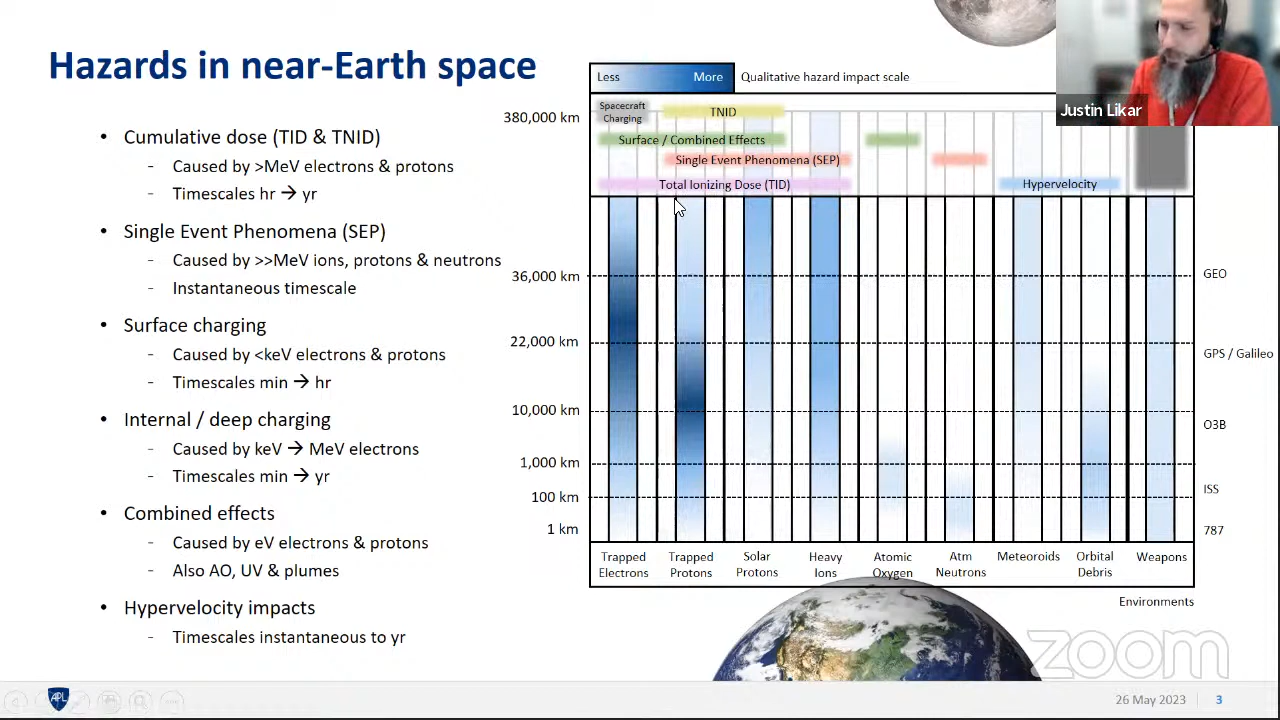 Hazards in near-Earth space
• Cumulative dose (TID & TNID)
- Caused by >MeV electrons & protons
- Timescales hr → yr
• Single Event Phenomena (SEP)
- Caused by >>MeV ions, protons & neutrons
- Instantaneous timescale
• Surface charging
- Caused by <keV electrons & protons
- Timescales min → hr
• Internal / deep charging
- Caused by keV → MeV electrons
- Timescales min → yr
• Combined effects
- Caused by eV electrons & protons
- Also AO, UV & plumes
• Hypervelocity impacts
- Timescales instantaneous to yr
Less More Qualitative hazard impact scale
Justin Likar
380,000 km
Spacecraft
Charging
TNID
Surface / Combined Effects
Single Event Phenomena (SEP)
Total Ionizing Dose (TID)
Hypervelocity
36,000 km
GEO
22,000 km
GPS / Galileo
10,000 km
O3B
1,000 km
ISS
100 km
1 km
787
Trapped
Electrons
Trapped
Protons
Solar
Protons
Heavy
Ions
Atomic
Oxygen
Atm
Neutrons
Meteoroids
Orbital
Debris
Weapons
Environments
zoom
APL
26 May 2023
3